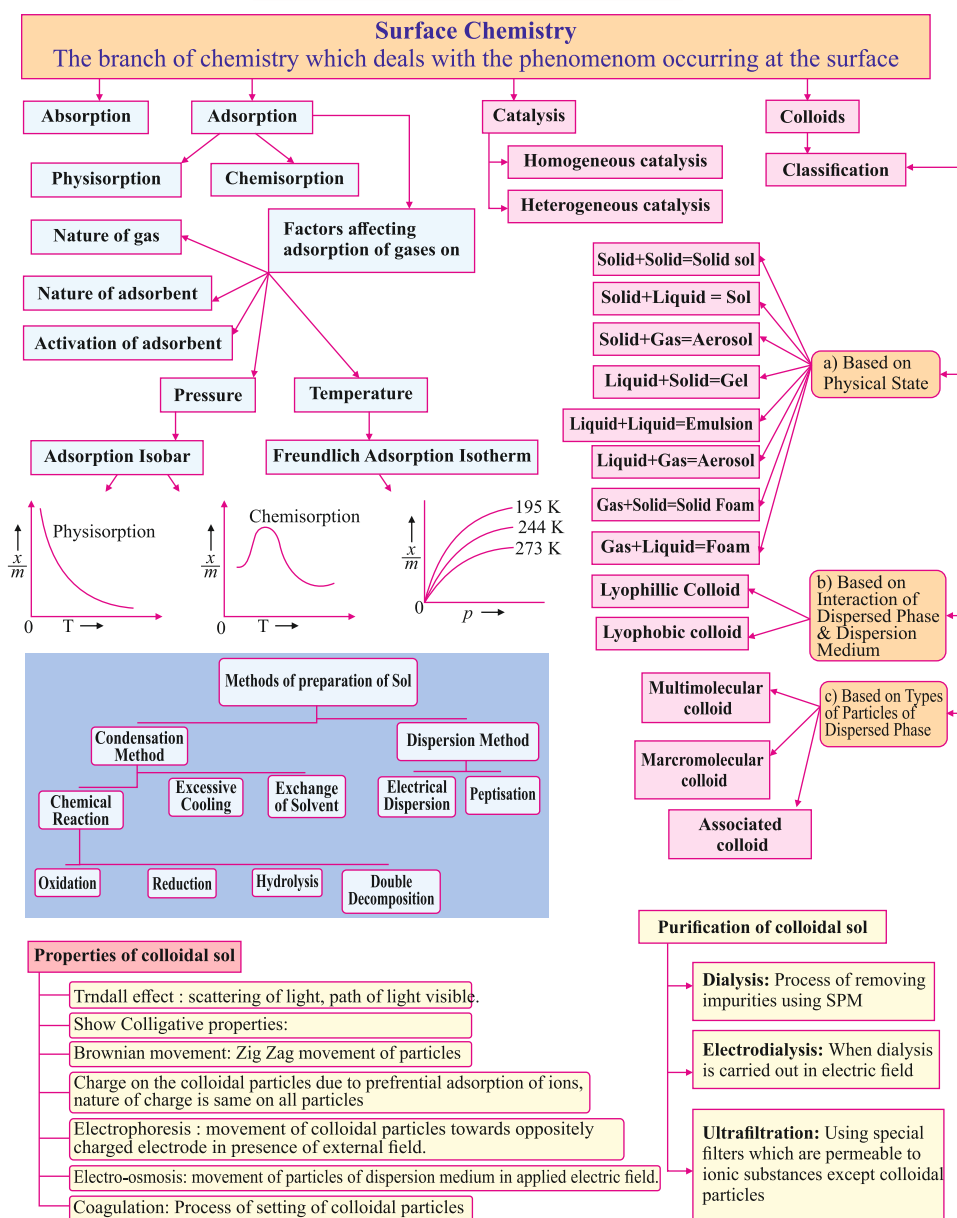 Surface Chemistry
The branch of chemistry which deals with the phenomenom occurring at the surface
Absorption
Adsorption
Catalysis
Colloids
Physisorption
Chemisorption
Homogeneous catalysis
Heterogeneous catalysis
Classification
Factors affecting
adsorption of gases on
Nature of gas
Nature of adsorbent
Activation of adsorbent
Pressure
Temperature
Adsorption Isobar
Freundlich Adsorption Isotherm
x/m
Physisorption
0
T
x/m
Chemisorption
0
T
x/m
195 K
244 K
273 K
0
p
Solid+Solid=Solid sol
Solid+Liquid = Sol
Solid+Gas=Aerosol
Liquid+Solid=Gel
Liquid+Liquid=Emulsion
Liquid+Gas=Aerosol
Gas+Solid=Solid Foam
Gas+Liquid=Foam
a) Based on
Physical State
Lyophillic Colloid
Lyophobic colloid
b) Based on
Interaction of
Dispersed Phase
& Dispersion
Medium
Multimolecular
colloid
Marcromolecular
colloid
Associated
colloid
c) Based on Types
of Particles of
Dispersed Phase
Methods of preparation of Sol
Condensation
Method
Dispersion Method
Chemical
Reaction
Excessive
Cooling
Exchange
of Solvent
Electrical
Dispersion
Peptisation
Oxidation
Reduction
Hydrolysis
Double
Decomposition
Properties of colloidal sol
Trndall effect : scattering of light, path of light visible.
Show Colligative properties:
Brownian movement: Zig Zag movement of particles
Charge on the colloidal particles due to prefrential adsorption of ions,
nature of charge is same on all particles
Electrophoresis : movement of colloidal particles towards oppositely
charged electrode in presence of external field.
Electro-osmosis: movement of particles of dispersion medium in applied electric field.
Coagulation: Process of setting of colloidal particles
Purification of colloidal sol
Dialysis: Process of removing
impurities using SPM
Electrodialysis: When dialysis
is carried out in electric field
Ultrafiltration: Using special
filters which are permeable to
ionic substances except colloidal
particles